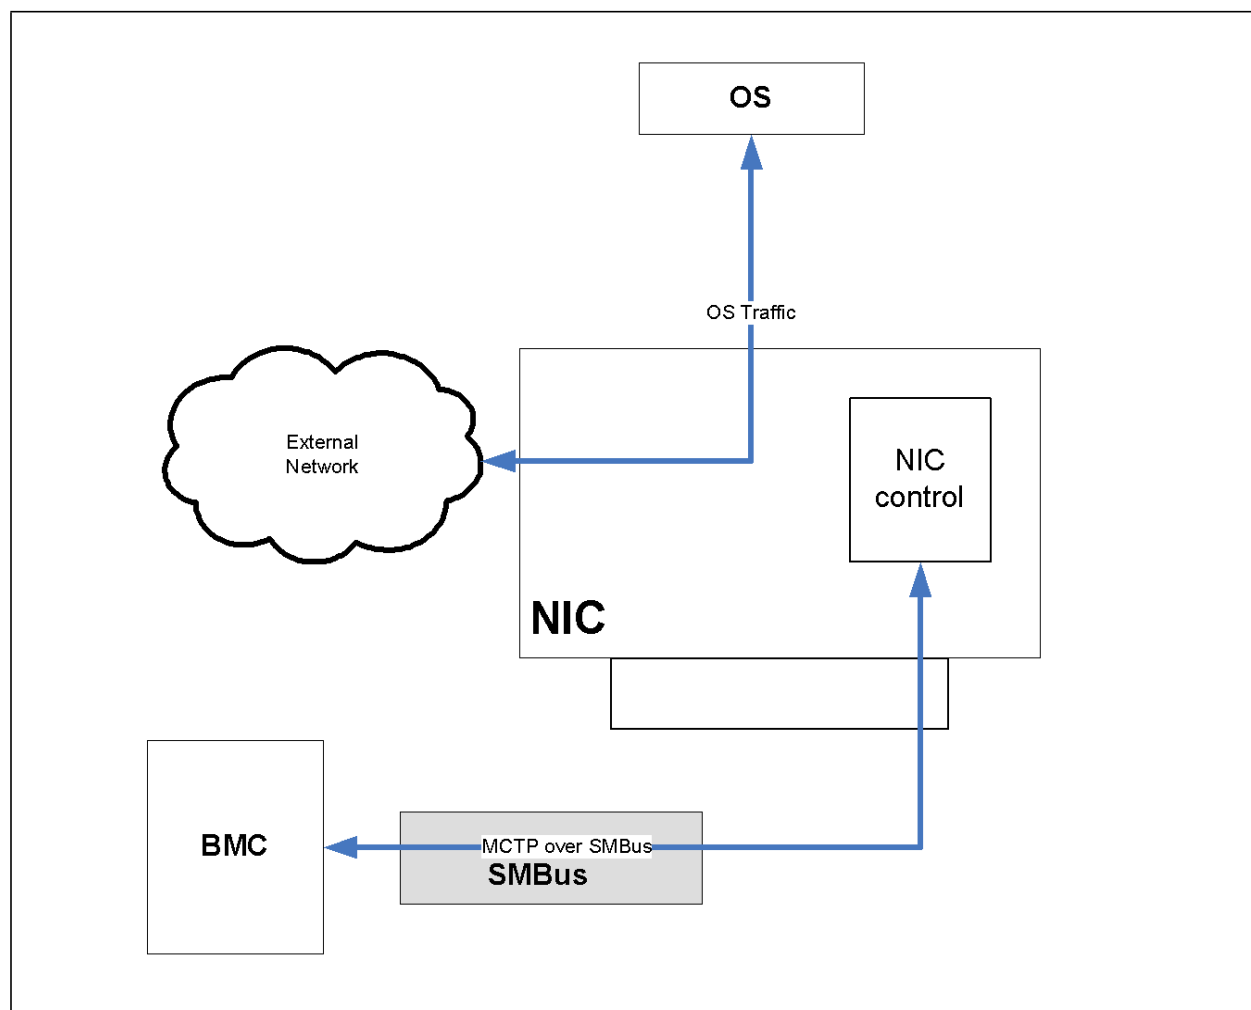 OS
OS Traffic
External
Network
NIC
control
NIC
BMC
MCTP over SMBus
SMBus